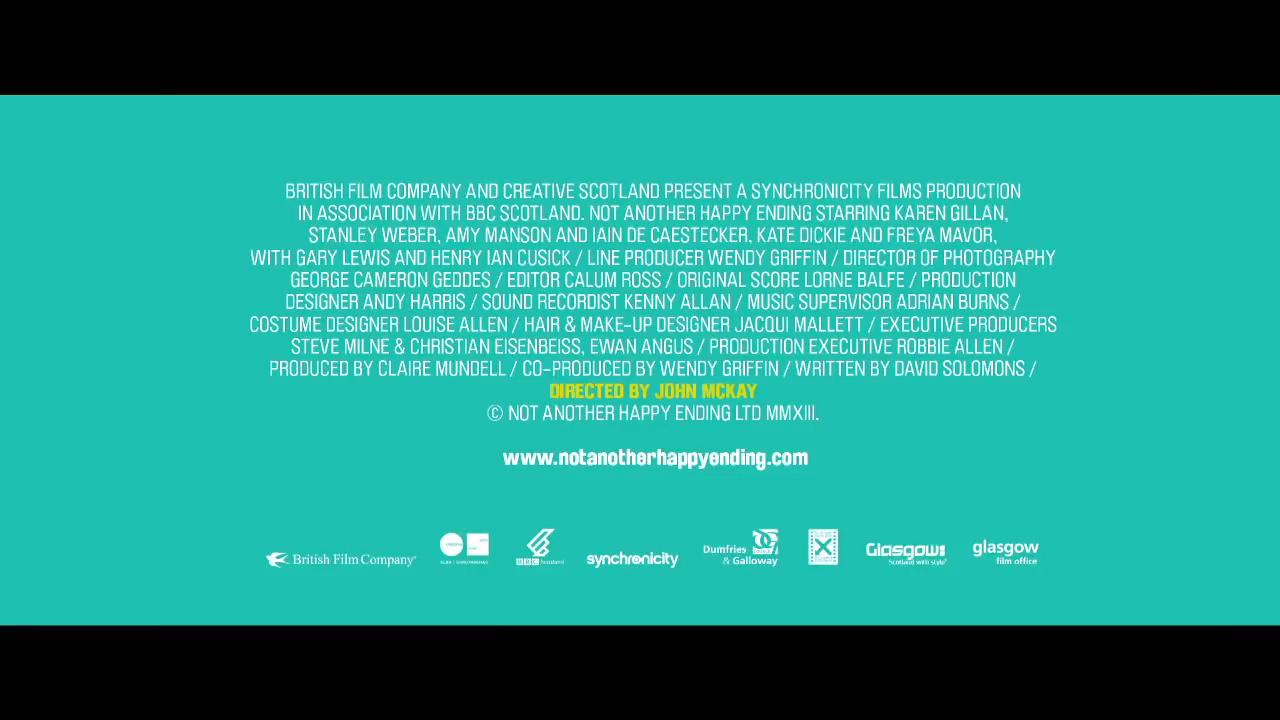 BRITISH FILM COMPANY AND CREATIVE SCOTLAND PRESENT A SYNCHRONICITY FILMS PRODUCTION
IN ASSOCIATION WITH BBC SCOTLAND. NOT ANOTHER HAPPY ENDING STARRING KAREN GILLAN,
STANLEY WEBER, AMY MANSON AND IAIN DE CAESTECKER, KATE DICKIE AND FREYA MAVOR,
WITH GARY LEWIS AND HENRY IAN CUSICK / LINE PRODUCER WENDY GRIFFIN / DIRECTOR OF PHOTOGRAPHY
GEORGE CAMERON GEDDES / EDITOR CALUM ROSS / ORIGINAL SCORE LORNE BALFE / PRODUCTION
DESIGNER ANDY HARRIS / SOUND RECORDIST KENNY ALLAN / MUSIC SUPERVISOR ADRIAN BURNS /
COSTUME DESIGNER LOUISE ALLEN / HAIR & MAKE-UP DESIGNER JACQUI MALLETT / EXECUTIVE PRODUCERS
STEVE MILNE & CHRISTIAN EISENBEISS, EWAN ANGUS / PRODUCTION EXECUTIVE ROBBIE ALLEN /
PRODUCED BY CLAIRE MUNDELL / CO-PRODUCED BY WENDY GRIFFIN / WRITTEN BY DAVID SOLOMONS /
DIRECTED BY JOHN MCKAY
© NOT ANOTHER HAPPY ENDING LTD MMXIII.
www.notanotherhappyending.com
British Film Company
BBC Scotland
synchronicity
Dumfries
& Galloway
Glasgow:
Scotland with style
glasgow
film office